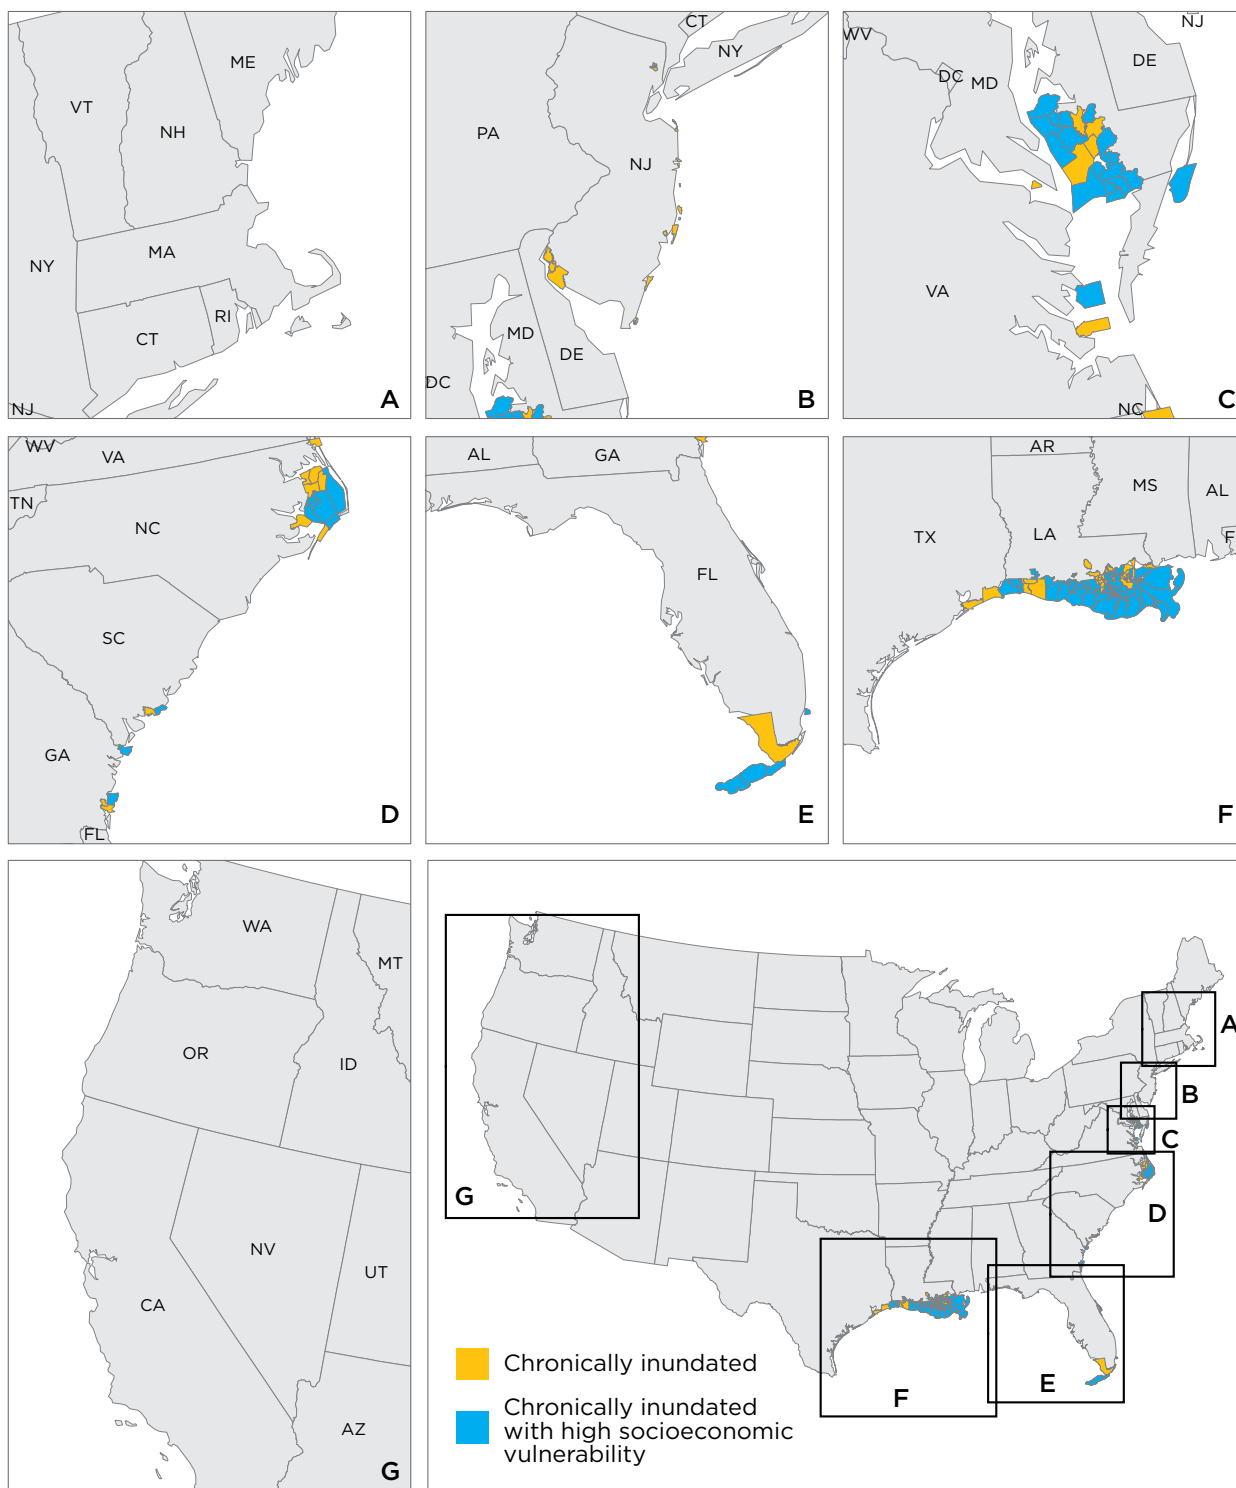 ME
VT
NH
MA
NY
RI
CT
NJ
A
CT
NY
PA
NJ
MD
DE
DC
B
NJ
WV
DE
DC
MD
VA
NC
C
WV
VA
TN
NC
SC
GA
FL
D
AL
GA
FL
E
AR
MS
AL
TX
LA
F
F
WA
MT
OR
ID
NV
UT
CA
AZ
G
A
B
C
D
G
E
F
Chronically inundated
Chronically inundated
with high socioeconomic
vulnerability